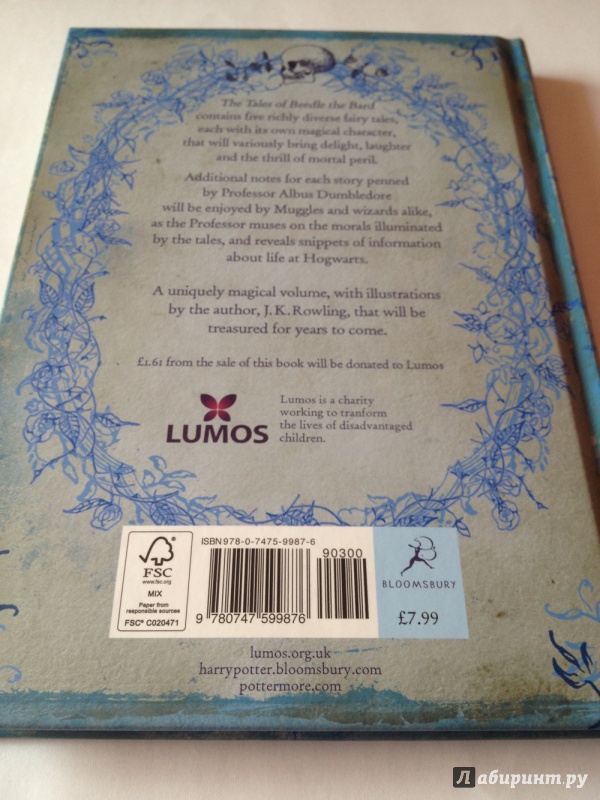 The Tales of Beedle the Bard
contains five richly diverse fairy tales,
each with its own magical character,
that will variously bring delight, laughter
and the thrill of mortal peril.
Additional notes for each story penned
by Professor Albus Dumbledore
will be enjoyed by Muggles and wizards alike,
as the Professor muses on the morals illuminated
by the tales, and reveals snippets of information
about life at Hogwarts.
A uniquely magical volume, with illustrations
by the author, J.K.Rowling, that will be
treasured for years to come.
£1.61 from the sale of this book will be donated to Lumos
LUMOS
Lumos is a charity
working to tranform
the lives of disadvantaged
children.
FSC
www.fsc.org
MIX
Paper from
responsible sources
FSC® C020471
ISBN 978-0-7475-9987-6
90300
9 780747 599876
BLOOMSBURY
£7.99
lumos.org.uk
harrypotter.bloomsbury.com
pottermore.com
Лабиринт.ру